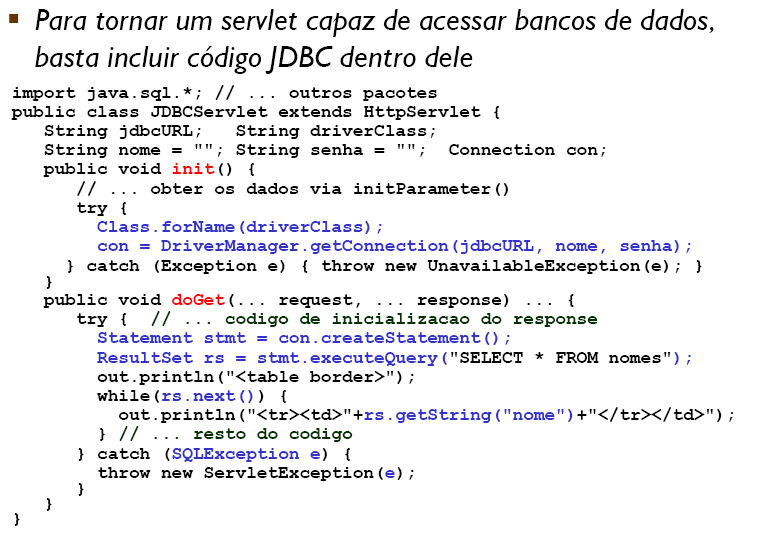 ▪ Para tornar um servlet capaz de acessar bancos de dados,
basta incluir código JDBC dentro dele
import java.sql.*; // ... outros pacotes
public class JDBCServlet extends HttpServlet {
   String jdbcURL;   String driverClass;
   String nome = ""; String senha = "";  Connection con;
   public void init() {
      // ... obter os dados via initParameter()
      try {
        Class.forName(driverClass);
        con = DriverManager.getConnection(jdbcURL, nome, senha);
     } catch (Exception e) { throw new UnavailableException(e); }
   }
   public void doGet(... request, ... response) ... {
      try {  // ... codigo de inicializacao do response
        Statement stmt = con.createStatement();
        ResultSet rs = stmt.executeQuery("SELECT * FROM nomes");
        out.println("<table border>");
        while(rs.next()) {
          out.println("<tr><td>"+rs.getString("nome")+"</tr></td>");
        } // ... resto do codigo
      } catch (SQLException e) {
        throw new ServletException(e);
      }
   }
}